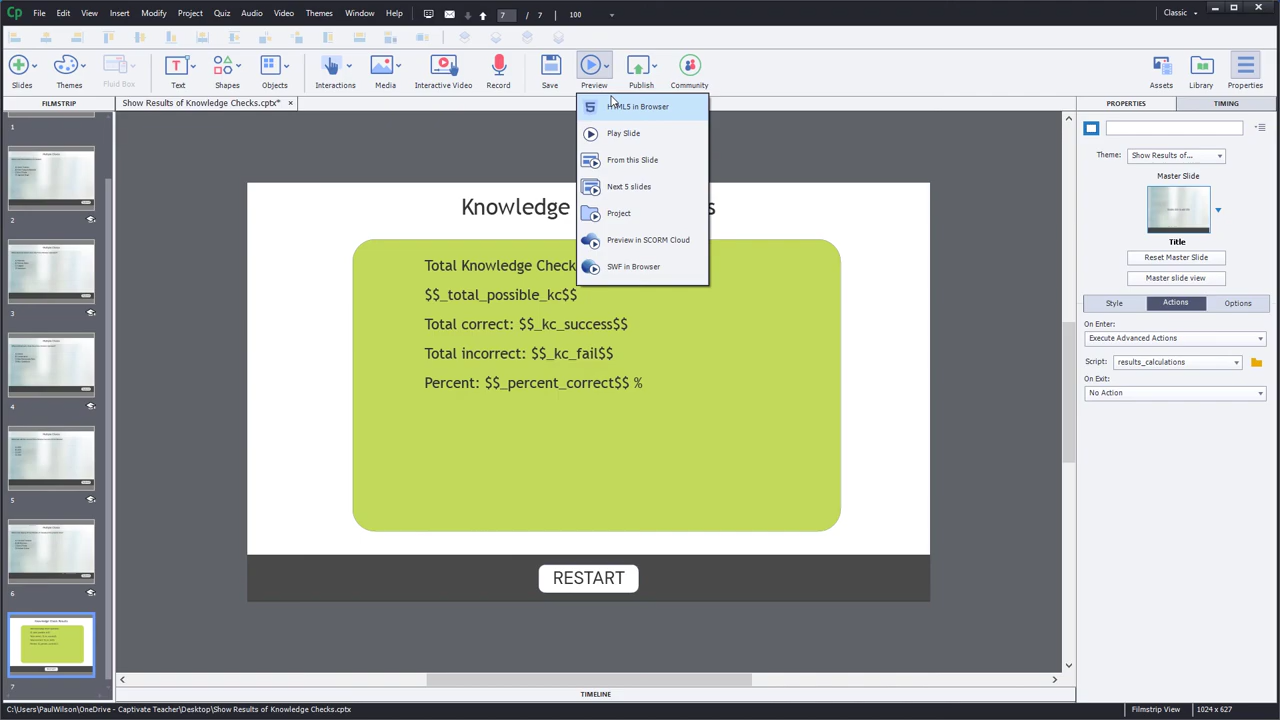 File Edit View Insert Modify Project Quiz Audio Video Themes Window Help 7 / 7 100 Classic
Slides Themes Fluid Box Text Shapes Objects Interactions Media Interactive Video Record Save Preview Publish Community Assets Library Properties
FILMSTRIP
Show Results of Knowledge Checks.cptx*
PROPERTIES TIMING
HTML5 in Browser
Play Slide
From this Slide
Next 5 slides
Project
Preview in SCORM Cloud
SWF in Browser
1
2
3
4
5
6
7
Knowledge
s
Total Knowledge Check
$$_total_possible_kc$$
Total correct: $$_kc_success$$
Total incorrect: $$_kc_fail$$
Percent: $$_percent_correct$$ %
RESTART
Theme: Show Results of...
Master Slide
Title
Reset Master Slide
Master slide view
Style Actions Options
On Enter:
Execute Advanced Actions
Script: results_calculations
On Exit:
No Action
TIMELINE
C:\Users\PaulWilson\OneDrive - Captivate Teacher\Desktop\Show Results of Knowledge Checks.cptx
Filmstrip View 1024 x 627